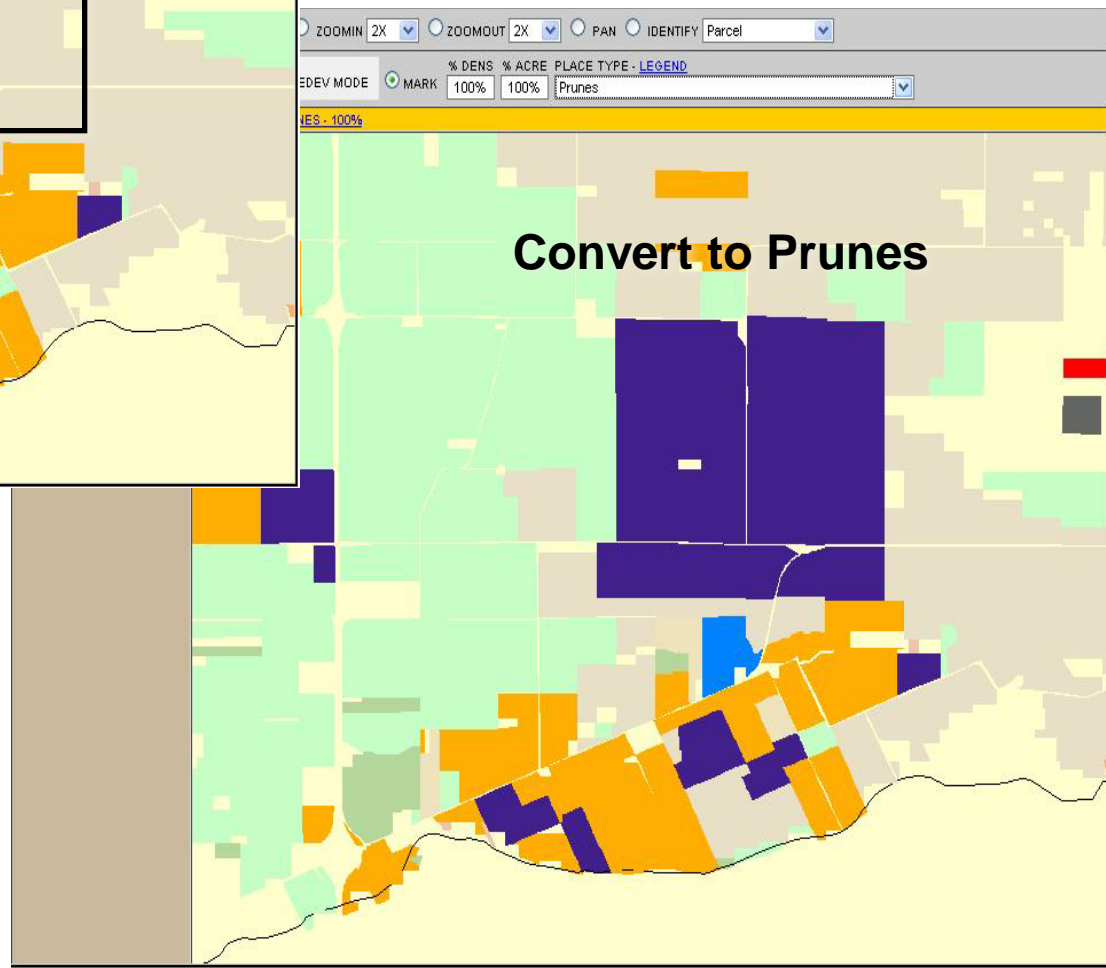 ZOOMIN 2X ZOOMOUT 2X PAN IDENTIFY Parcel
% DENS % ACRE PLACE TYPE - LEGEND
EDEV MODE MARK 100% 100% Prunes
NES - 100%
Convert to Prunes